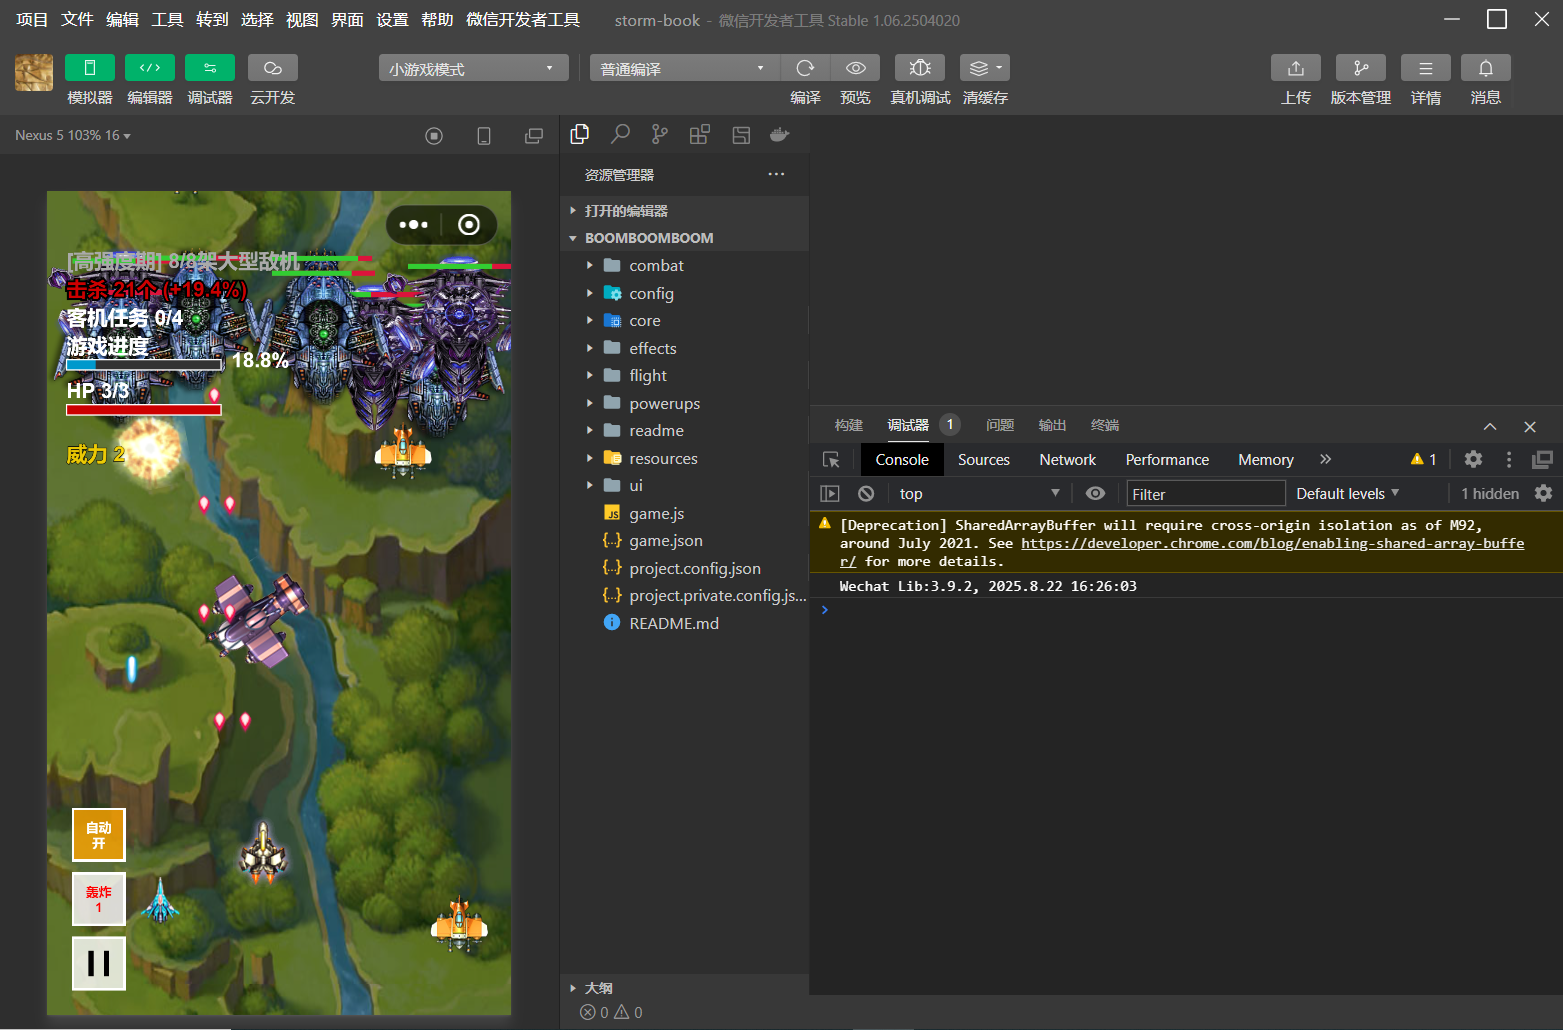 项目 文件 编辑 工具 转到 选择 视图 界面 设置 帮助 微信开发者工具 storm-book - 微信开发者工具 Stable 1.06.2504020
小游戏模式 普通编译
模拟器 编辑器 调试器 云开发 编译 预览 真机调试 清缓存 上传 版本管理 详情 消息
Nexus 5 103% 16
[高强度期] 8/8架大型敌机
击杀 21个 (+19.4%)
客机任务 0/4
游戏进度
18.8%
HP 3/3
威力 2
自动
开
轰炸
1
资源管理器
打开的编辑器
BOOMBOOMBOOM
combat
config
core
effects
flight
powerups
readme
resources
ui
JS game.js
{..} game.json
{..} project.config.json
{..} project.private.config.js...
README.md
大纲
0 0
构建 调试器 1 问题 输出 终端
Console Sources Network Performance Memory » 1
top Filter Default levels 1 hidden
[Deprecation] SharedArrayBuffer will require cross-origin isolation as of M92,
around July 2021. See https://developer.chrome.com/blog/enabling-shared-array-buffe
r/ for more details.
Wechat Lib:3.9.2, 2025.8.22 16:26:03